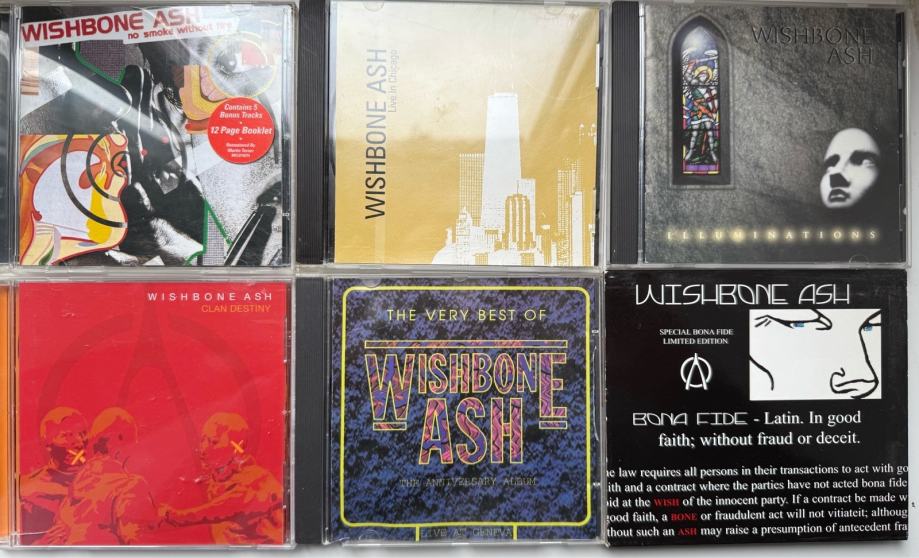 WISHBONE ASH
no smoke without fire
Contains 5
Bonus Tracks
12 Page Booklet
Remastered By
Martin Turner
WISHBONE ASH
Live in Chicago
WISHBONE
ASH
ILLUMINATIONS
WISHBONE ASH
CLAN DESTINY
THE VERY BEST OF
WISHBONE
ASH
THE ANNIVERSARY ALBUM
LIVE AT GENEVA
WISHBONE ASH
SPECIAL BONA FIDE
LIMITED EDITION
BONA FIDE - Latin. In good
faith; without fraud or deceit.
he law requires all persons in their transactions to act with go
ith and a contract where the parties have not acted bona fide
oid at the WISH of the innocent party. If a contract be made w
good faith, a BONE or fraudulent act will not vitiateit; althoug
thout such an ASH may raise a presumption of antecedent fra